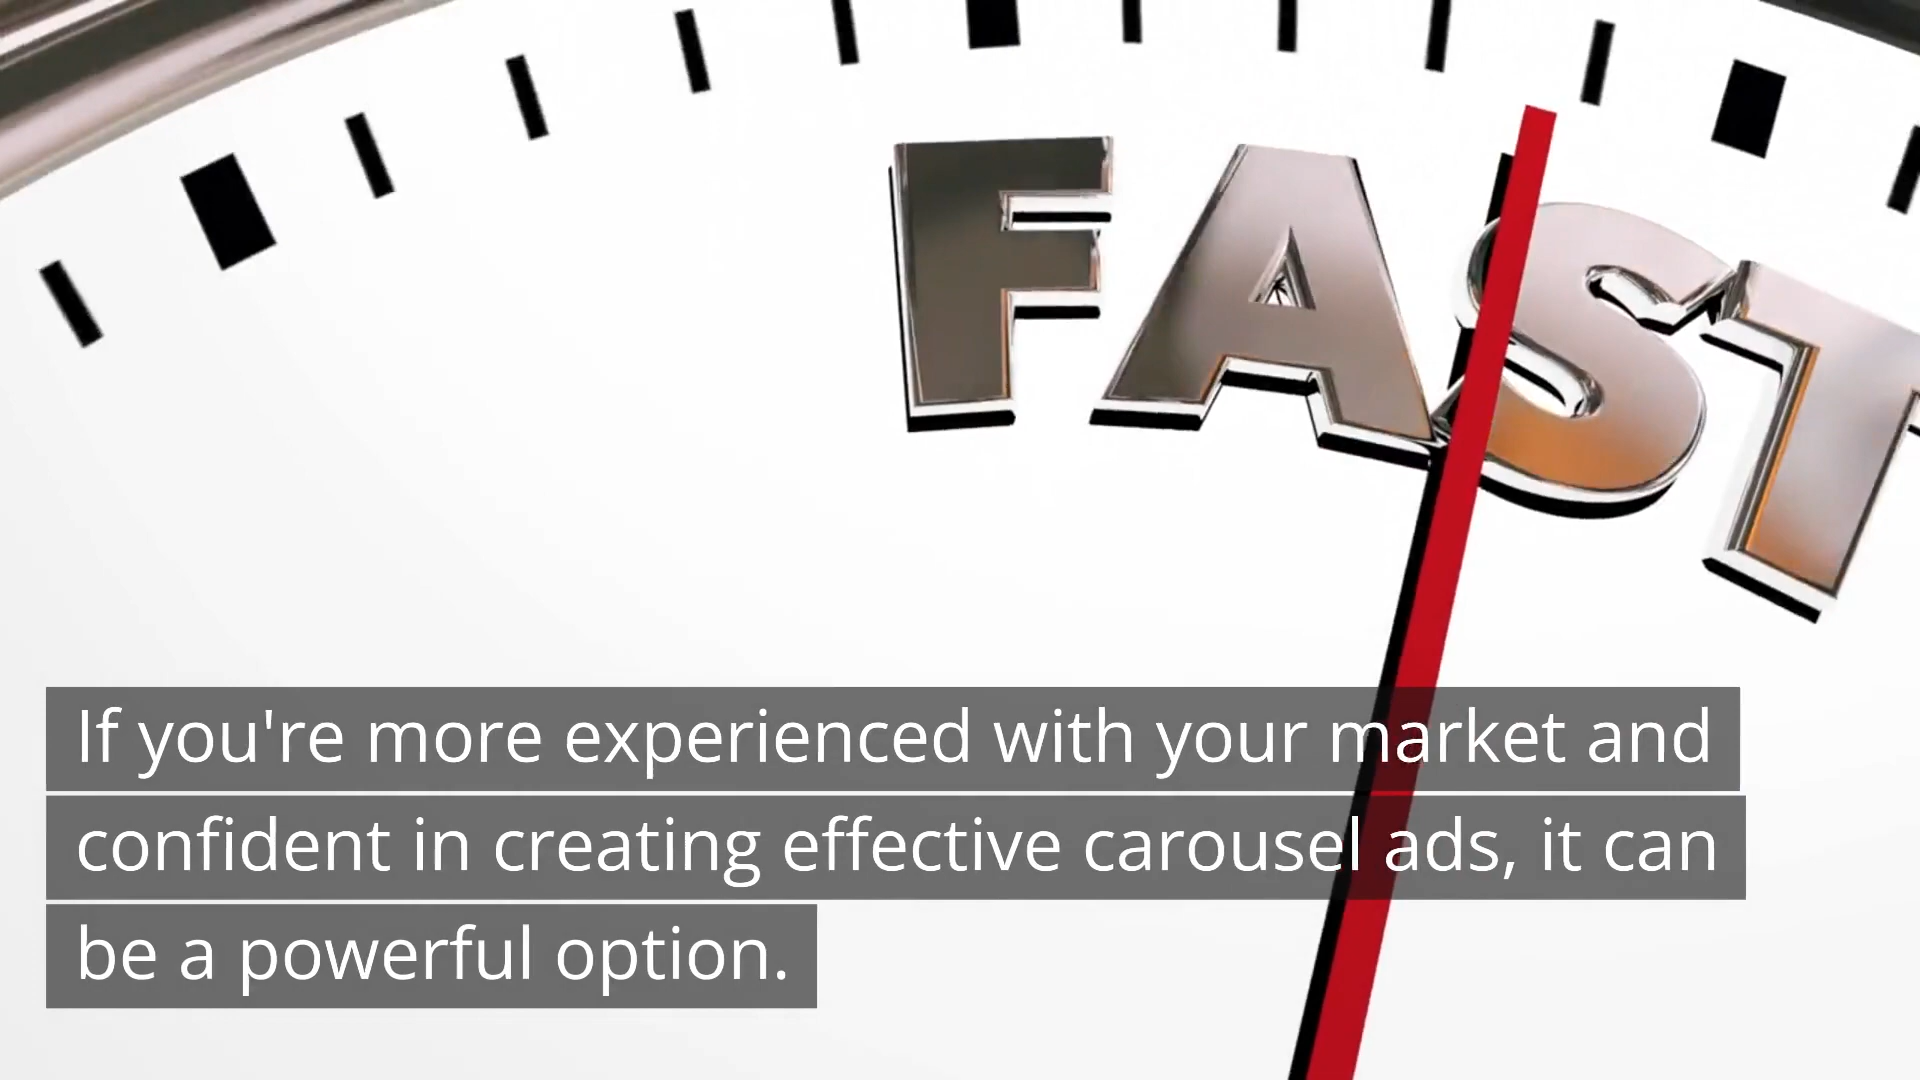 FAST
If you're more experienced with your market and
confident in creating effective carousel ads, it can
be a powerful option.